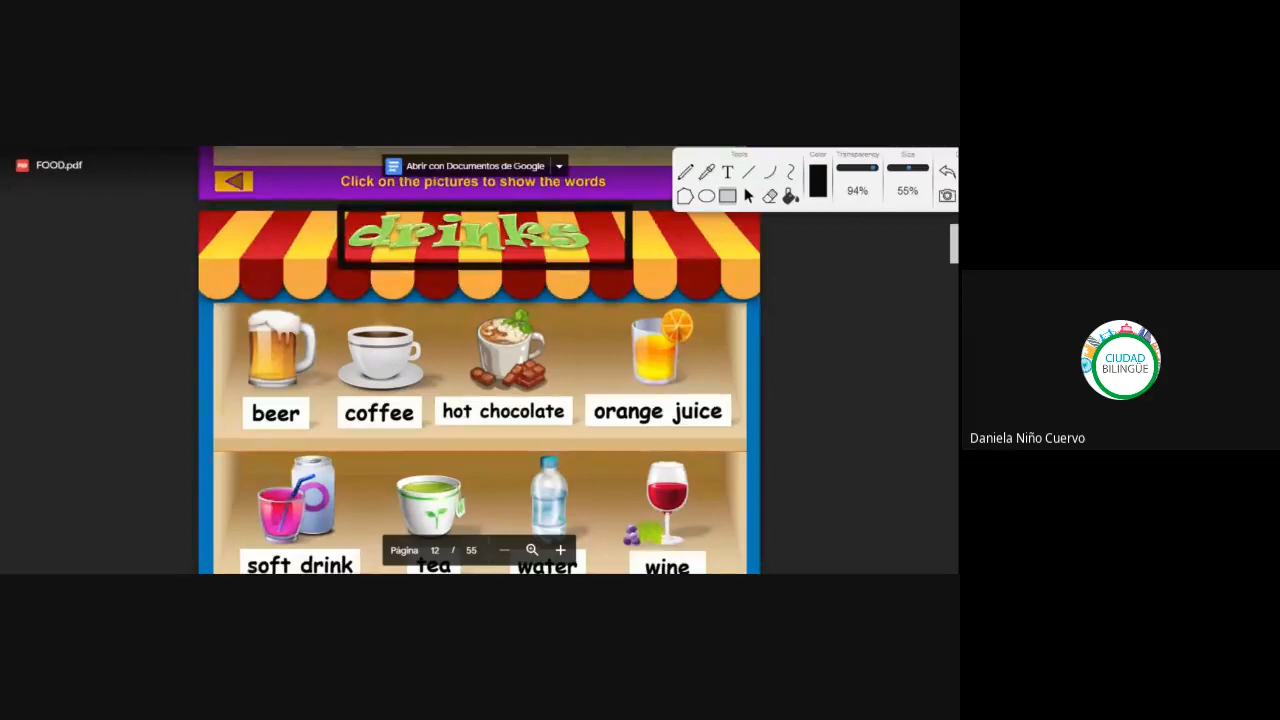 FOOD.pdf
Abrir con Documentos de Google
Click on the pictures to show the words
Tools
Color
Transparency
Size
94%
55%
drinks
beer
coffee
hot chocolate
orange juice
soft drink
tea
water
wine
Página 12 / 55
CIUDAD
BILINGÜE
Daniela Niño Cuervo